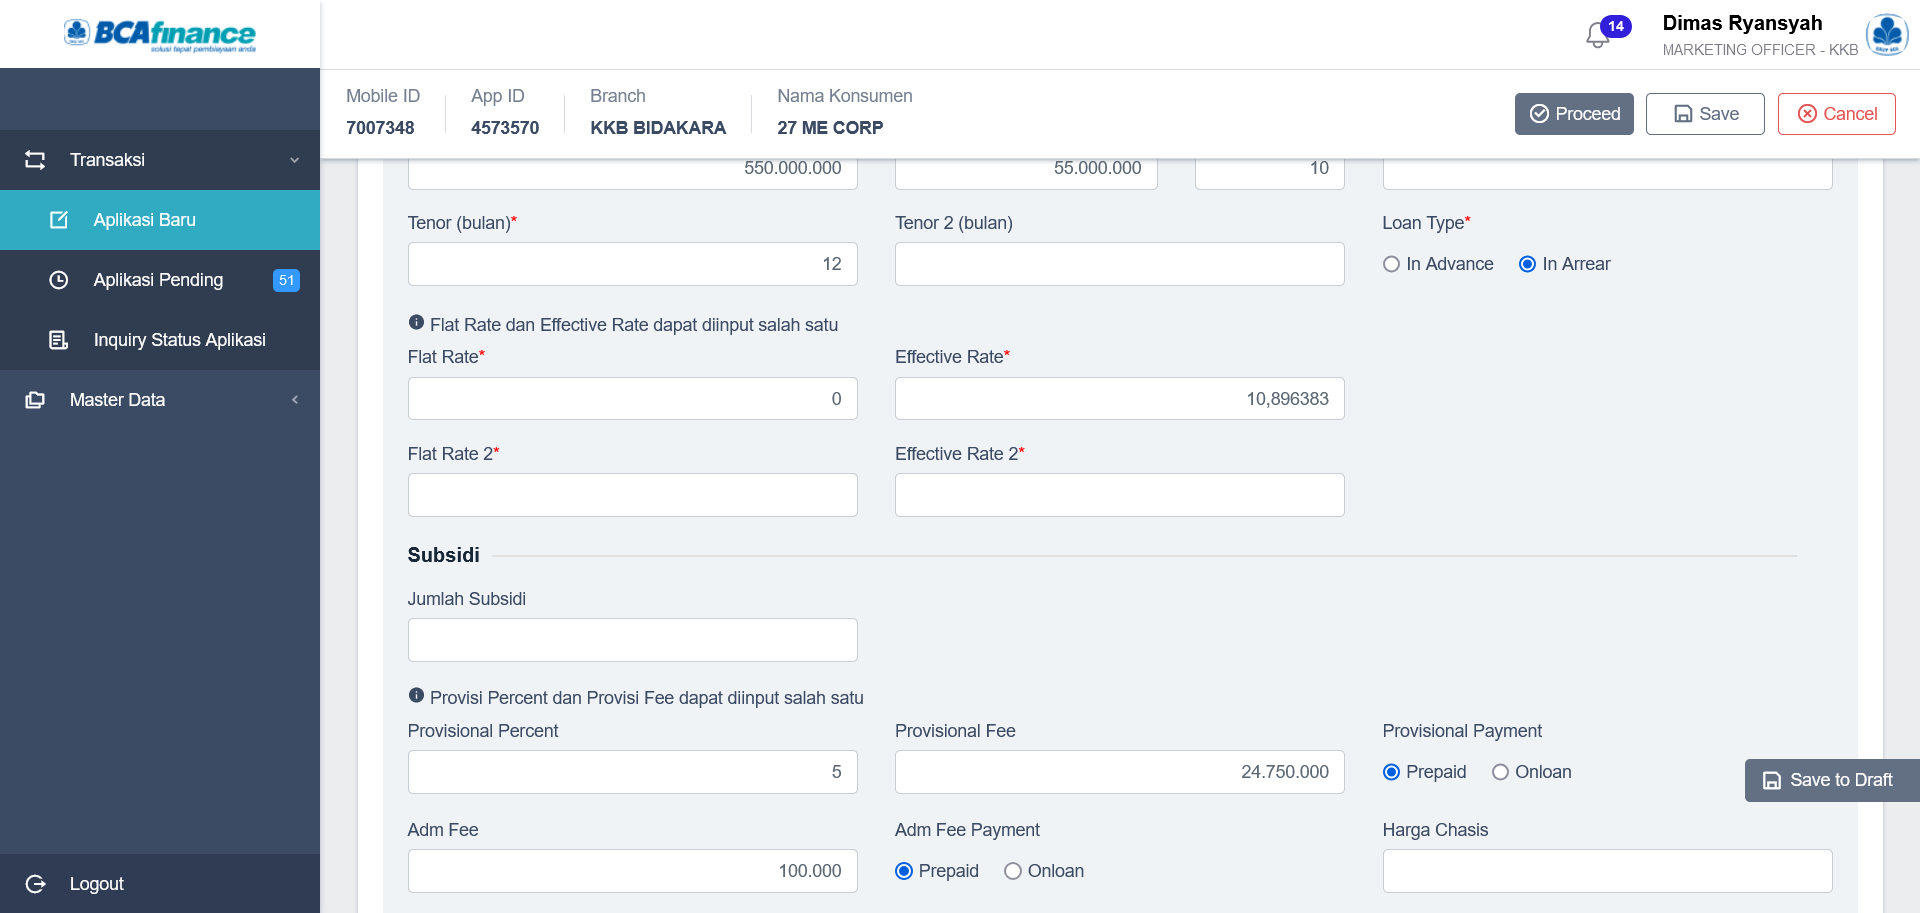 BCAfinance
solusi tepat pembiayaan anda
14
Dimas Ryansyah
MARKETING OFFICER - KKB
Mobile ID
7007348
App ID
4573570
Branch
KKB BIDAKARA
Nama Konsumen
27 ME CORP
Proceed
Save
Cancel
Transaksi
Aplikasi Baru
Aplikasi Pending 51
Inquiry Status Aplikasi
Master Data
Logout
550.000.000 55.000.000 10
Tenor (bulan)* Tenor 2 (bulan) Loan Type*
12 In Advance In Arrear
Flat Rate dan Effective Rate dapat diinput salah satu
Flat Rate* Effective Rate*
0 10,896383
Flat Rate 2* Effective Rate 2*
Subsidi
Jumlah Subsidi
Provisi Percent dan Provisi Fee dapat diinput salah satu
Provisional Percent Provisional Fee Provisional Payment
5 24.750.000 Prepaid Onloan
Save to Draft
Adm Fee Adm Fee Payment Harga Chasis
100.000 Prepaid Onloan